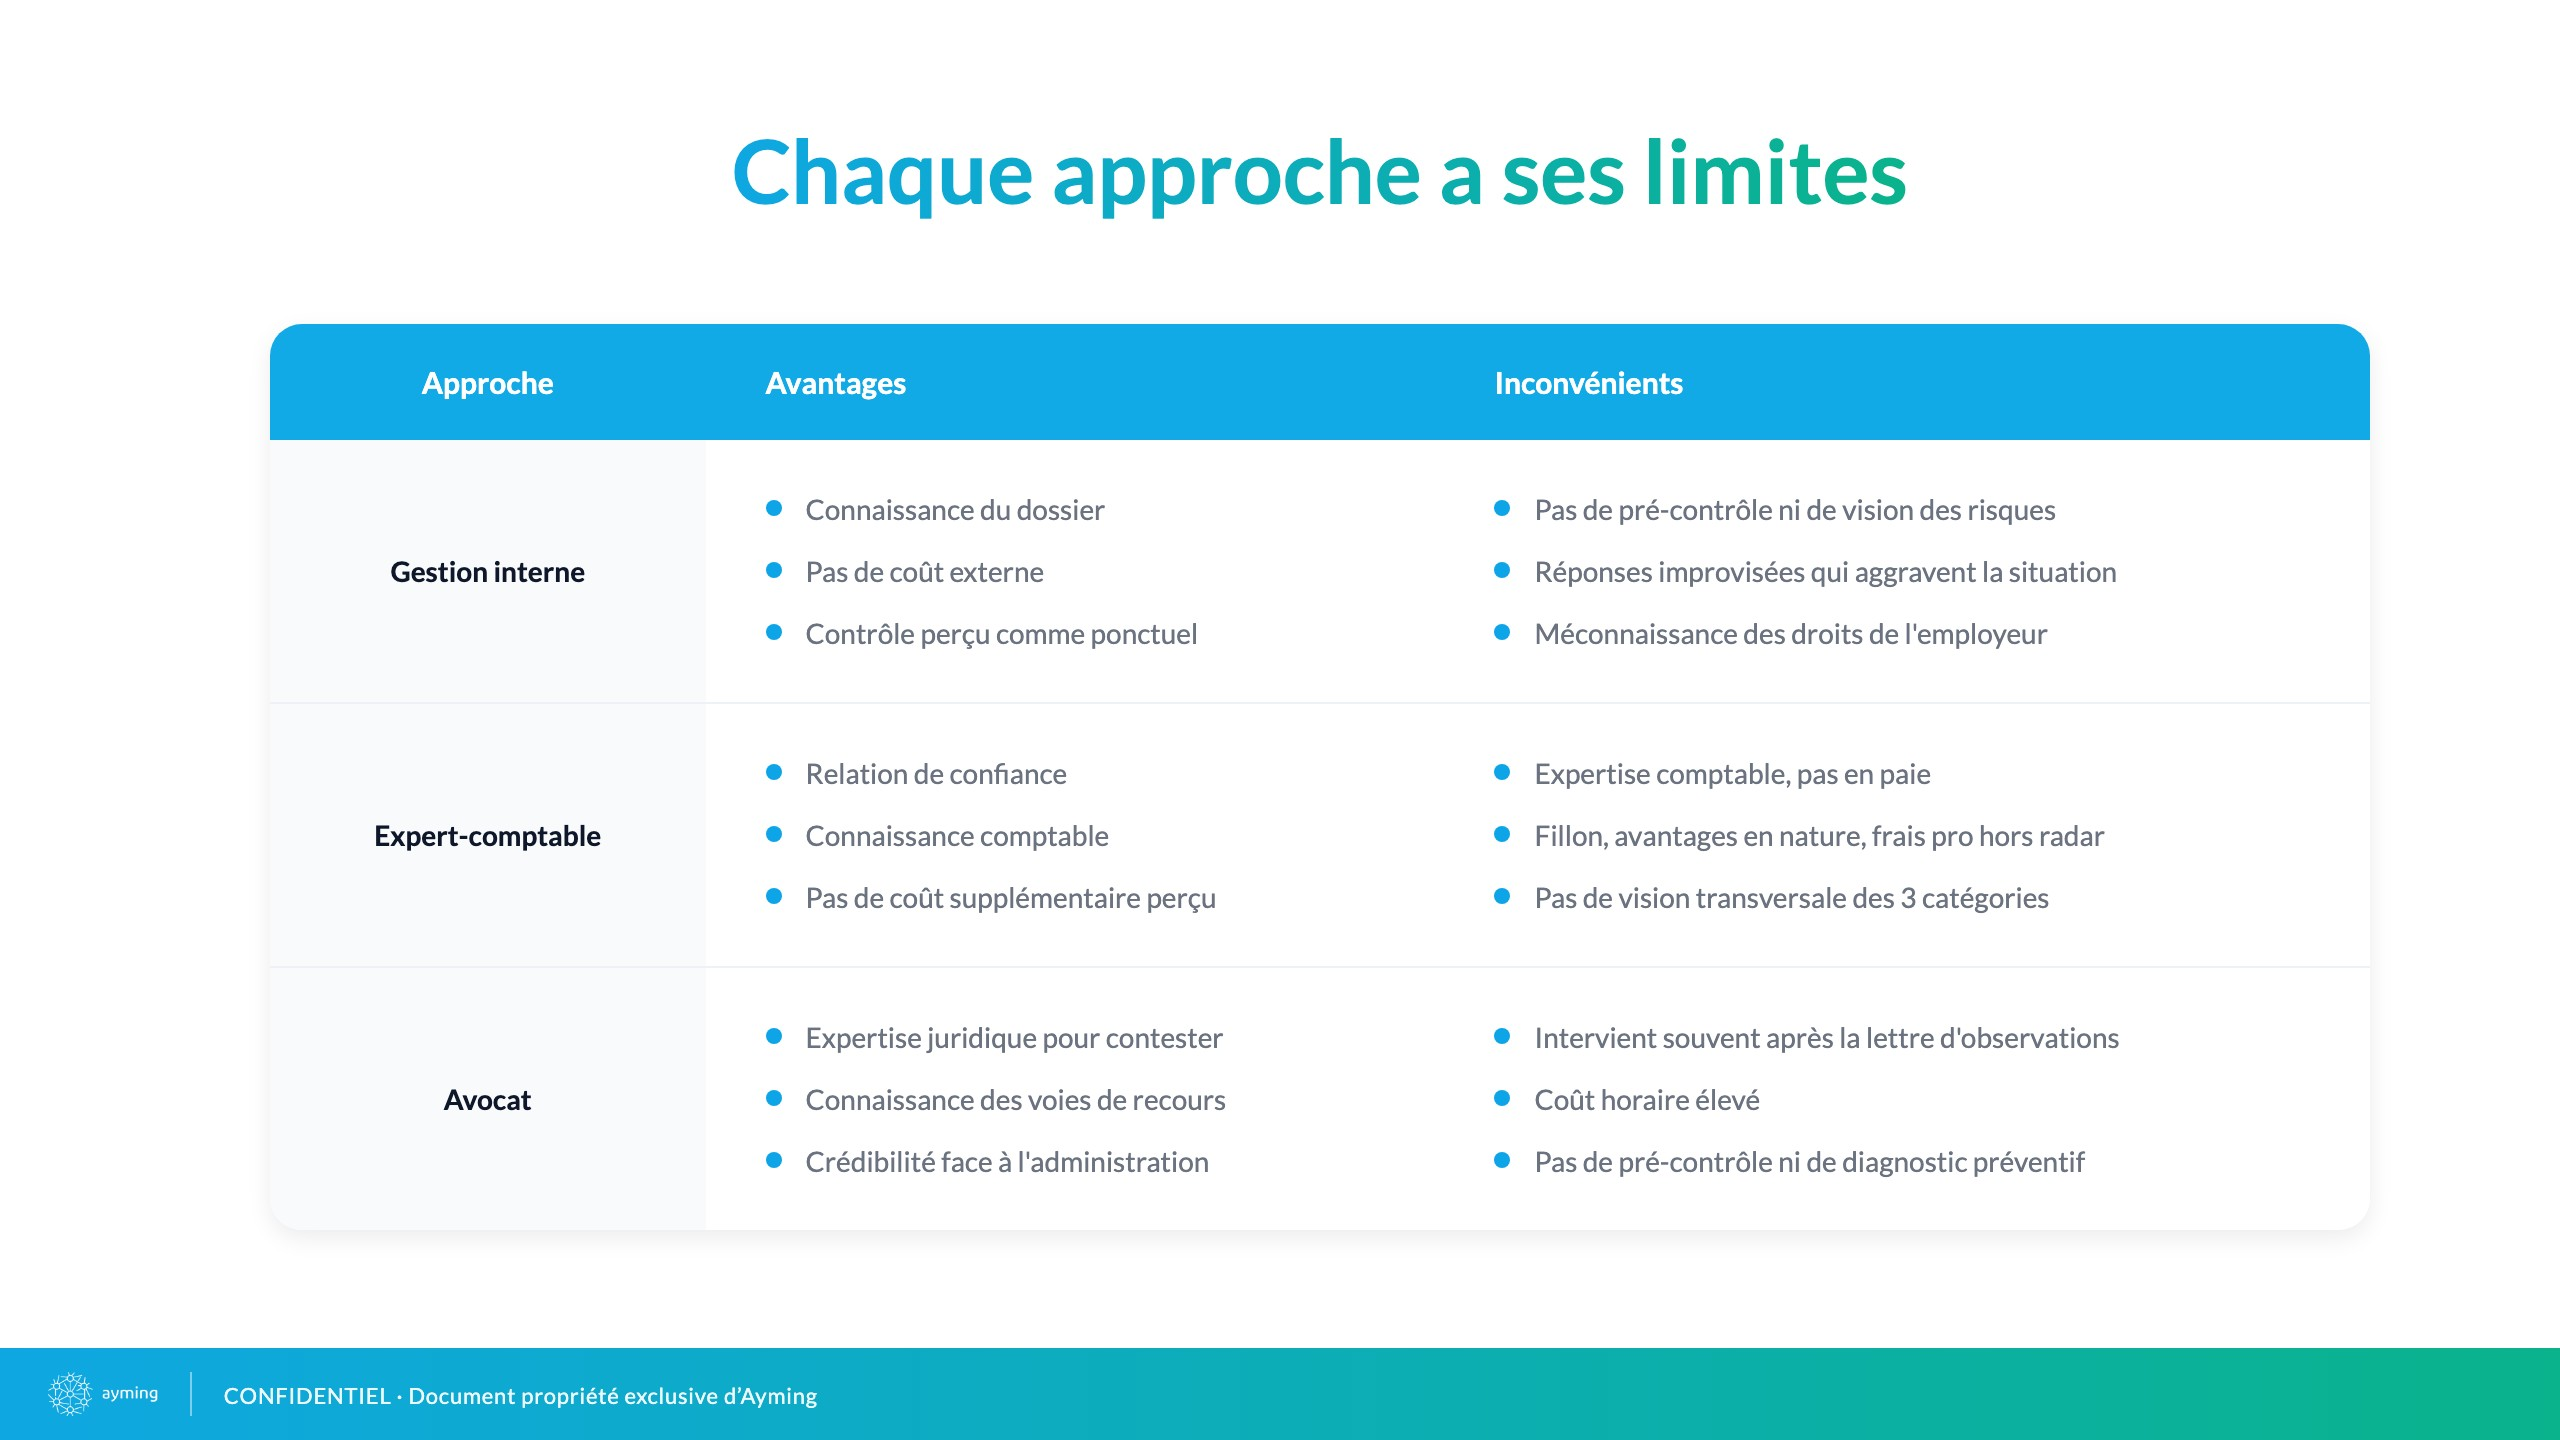 Chaque approche a ses limites
Approche
Avantages
Inconvénients
Gestion interne
Connaissance du dossier
Pas de coût externe
Contrôle perçu comme ponctuel
Pas de pré-contrôle ni de vision des risques
Réponses improvisées qui aggravent la situation
Méconnaissance des droits de l'employeur
Expert-comptable
Relation de confiance
Connaissance comptable
Pas de coût supplémentaire perçu
Expertise comptable, pas en paie
Fillon, avantages en nature, frais pro hors radar
Pas de vision transversale des 3 catégories
Avocat
Expertise juridique pour contester
Connaissance des voies de recours
Crédibilité face à l'administration
Intervient souvent après la lettre d'observations
Coût horaire élevé
Pas de pré-contrôle ni de diagnostic préventif
ayming
CONFIDENTIEL · Document propriété exclusive d’Ayming